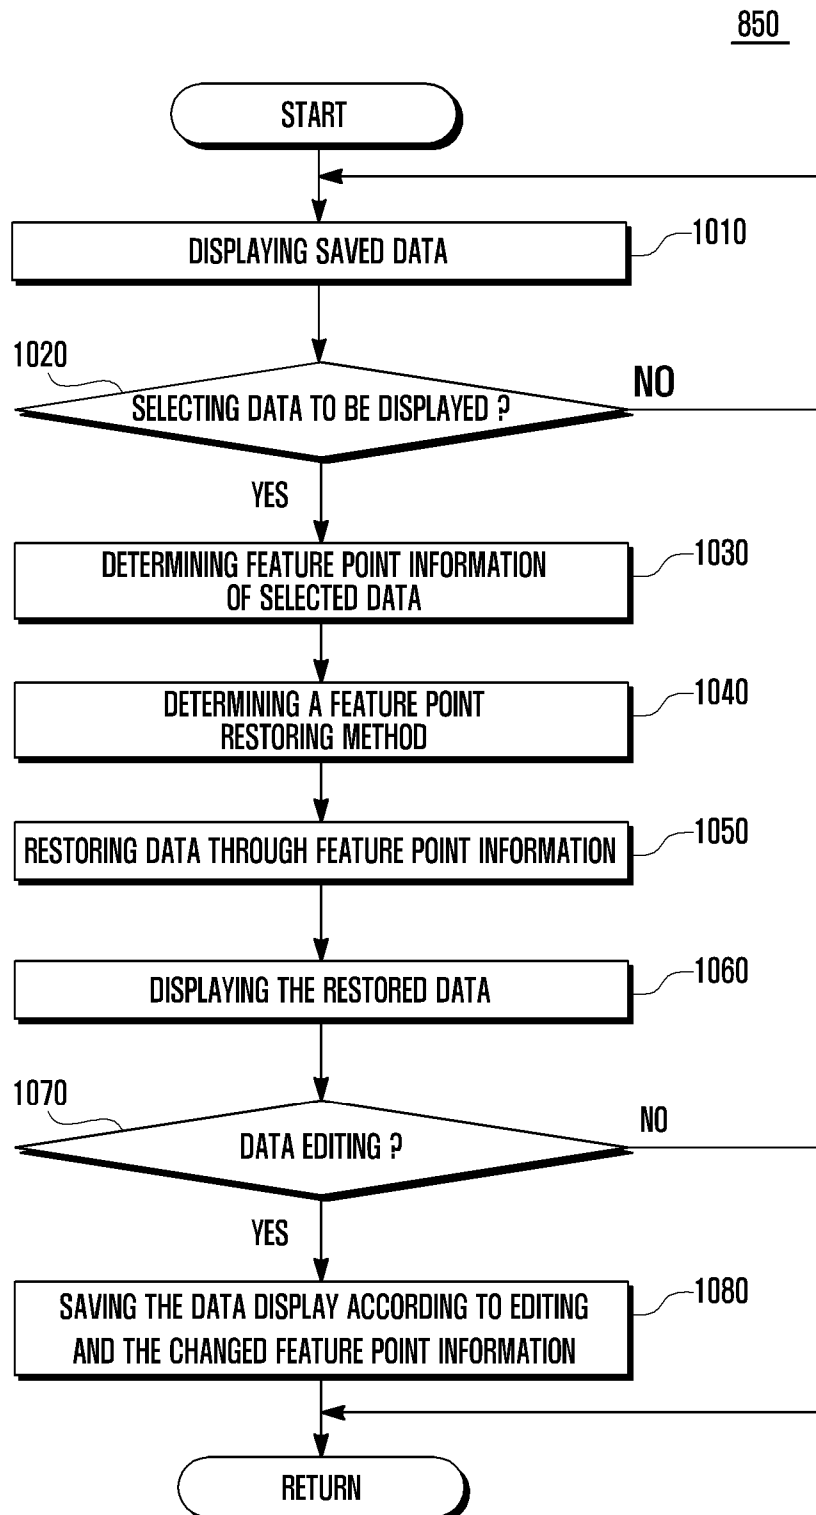 850
START
DISPLAYING SAVED DATA
1010
1020
SELECTING DATA TO BE DISPLAYED ?
NO
YES
DETERMINING FEATURE POINT INFORMATION
OF SELECTED DATA
1030
DETERMINING A FEATURE POINT
RESTORING METHOD
1040
RESTORING DATA THROUGH FEATURE POINT INFORMATION
1050
DISPLAYING THE RESTORED DATA
1060
1070
DATA EDITING ?
NO
YES
SAVING THE DATA DISPLAY ACCORDING TO EDITING
AND THE CHANGED FEATURE POINT INFORMATION
1080
RETURN